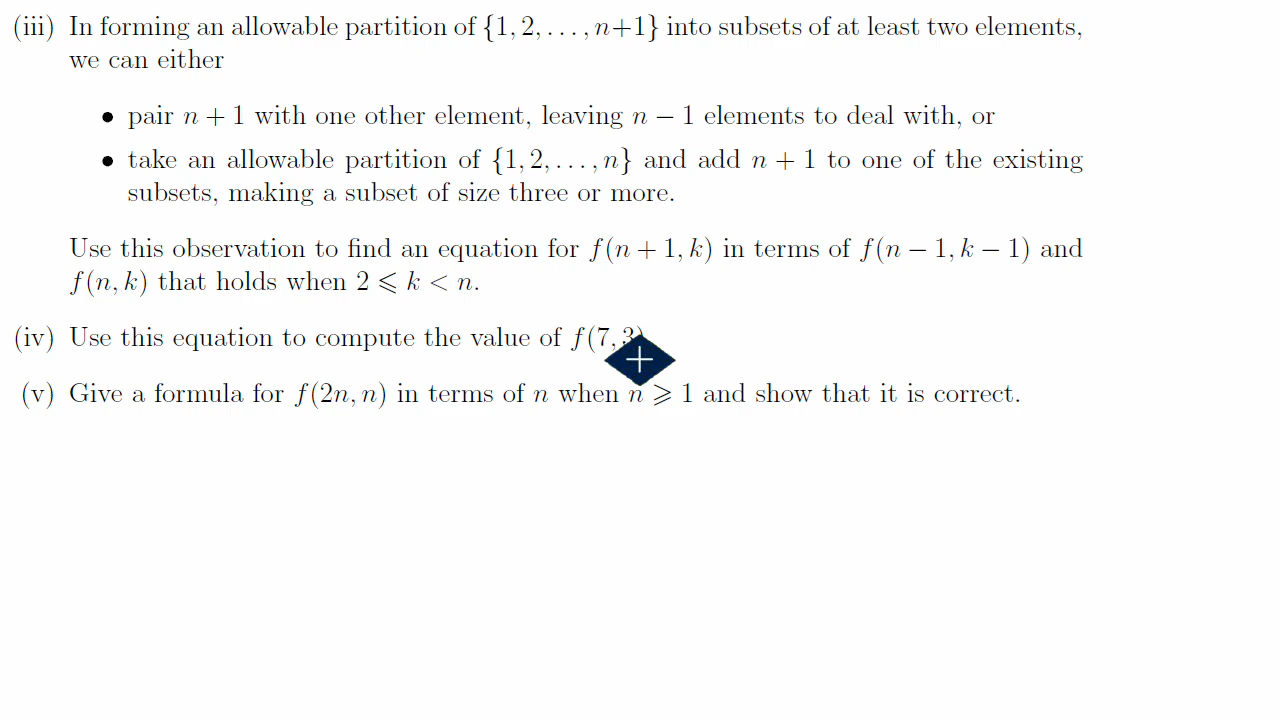 (iii) In forming an allowable partition of {1, 2, . . . , n+1} into subsets of at least two elements,
we can either
• pair n + 1 with one other element, leaving n − 1 elements to deal with, or
• take an allowable partition of {1, 2, . . . , n} and add n + 1 to one of the existing
subsets, making a subset of size three or more.
Use this observation to find an equation for f(n + 1, k) in terms of f(n − 1, k − 1) and
f(n, k) that holds when 2 ⩽ k < n.
(iv) Use this equation to compute the value of f(7, 3)
(v) Give a formula for f(2n, n) in terms of n when n ⩾ 1 and show that it is correct.